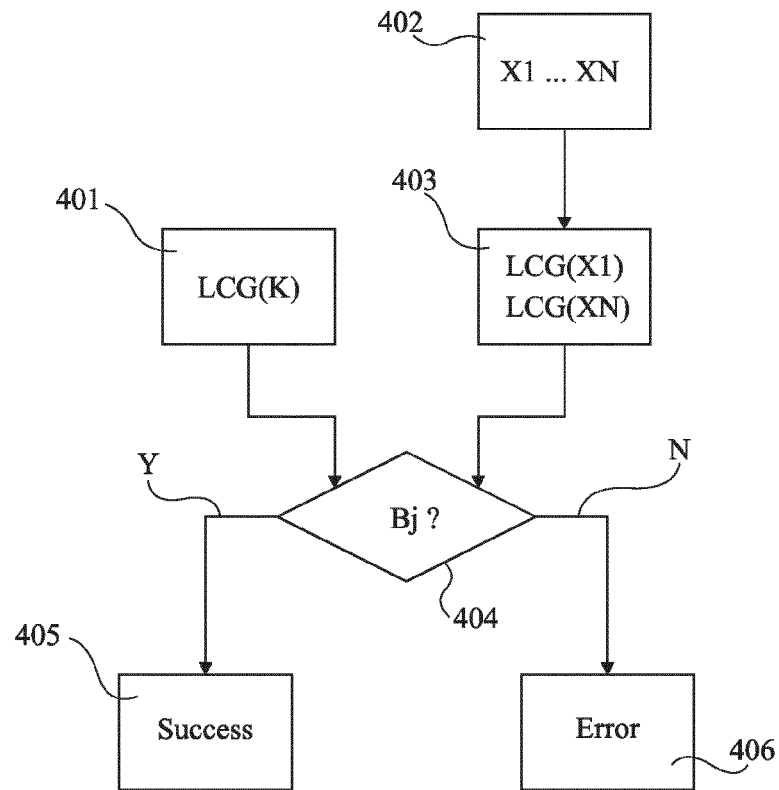 402
X1 ... XN
401
403
LCG(K)
LCG(X1)
LCG(XN)
Y
N
Bj ?
404
405
Success
Error
406